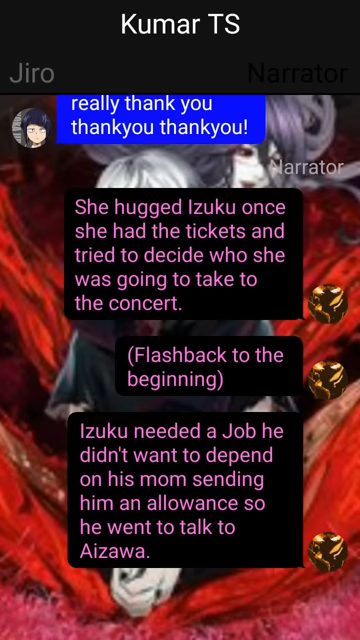 Kumar TS
Jiro
Narrator
really thank you
thankyou thankyou!
Narrator
She hugged Izuku once
she had the tickets and
tried to decide who she
was going to take to
the concert.
(Flashback to the
beginning)
Izuku needed a Job he
didn't want to depend
on his mom sending
him an allowance so
he went to talk to
Aizawa.